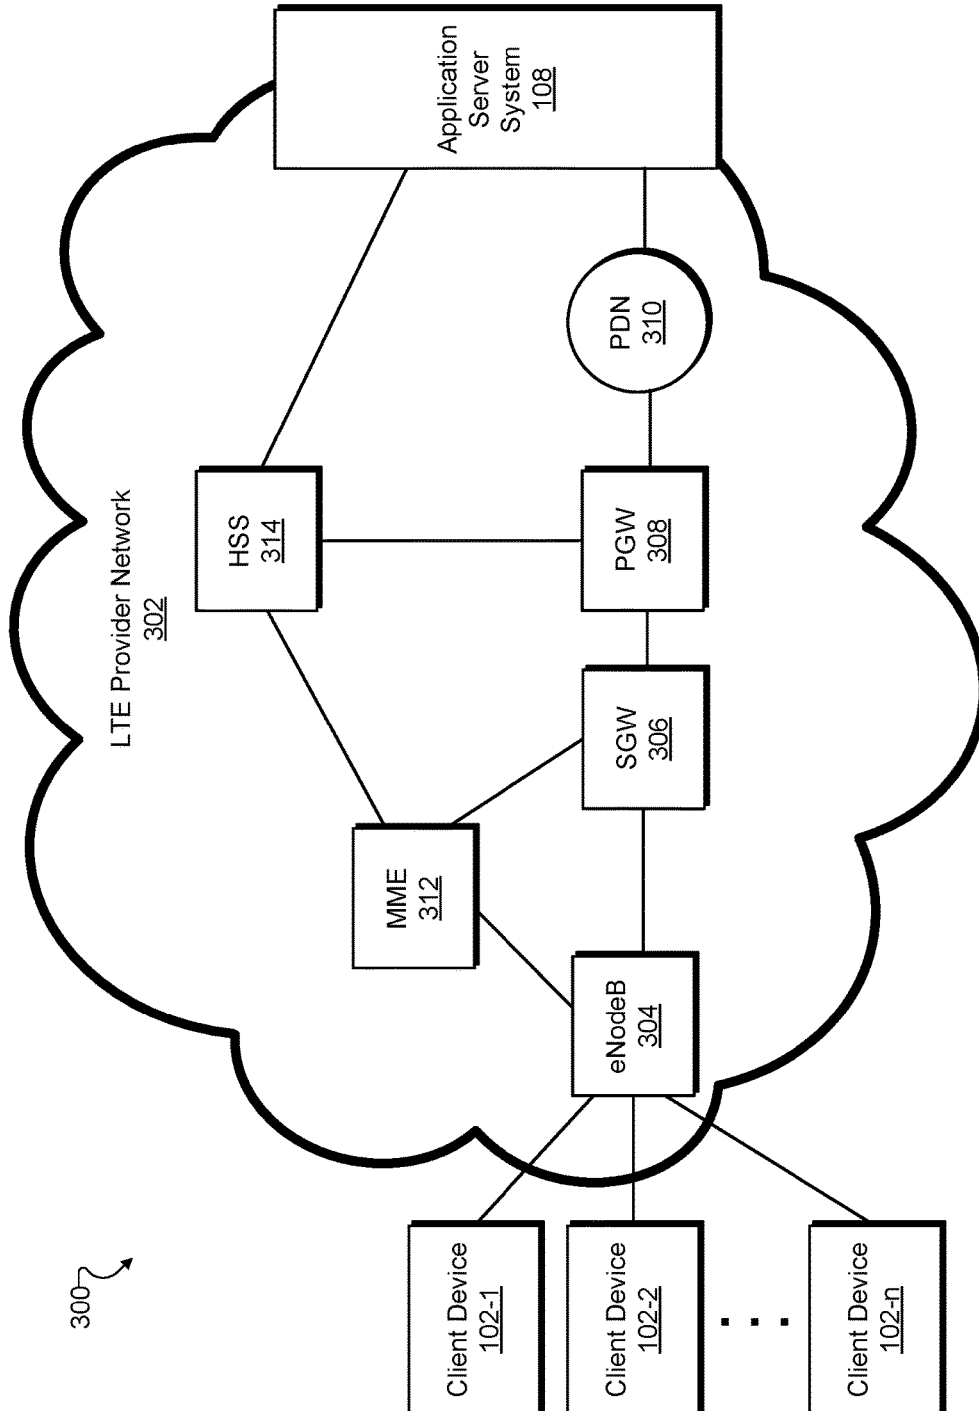 300
LTE Provider Network
302
Client Device
102-1
Client Device
102-2
. . .
Client Device
102-n
eNodeB
304
MME
312
SGW
306
HSS
314
PGW
308
PDN
310
Application
Server
System
108